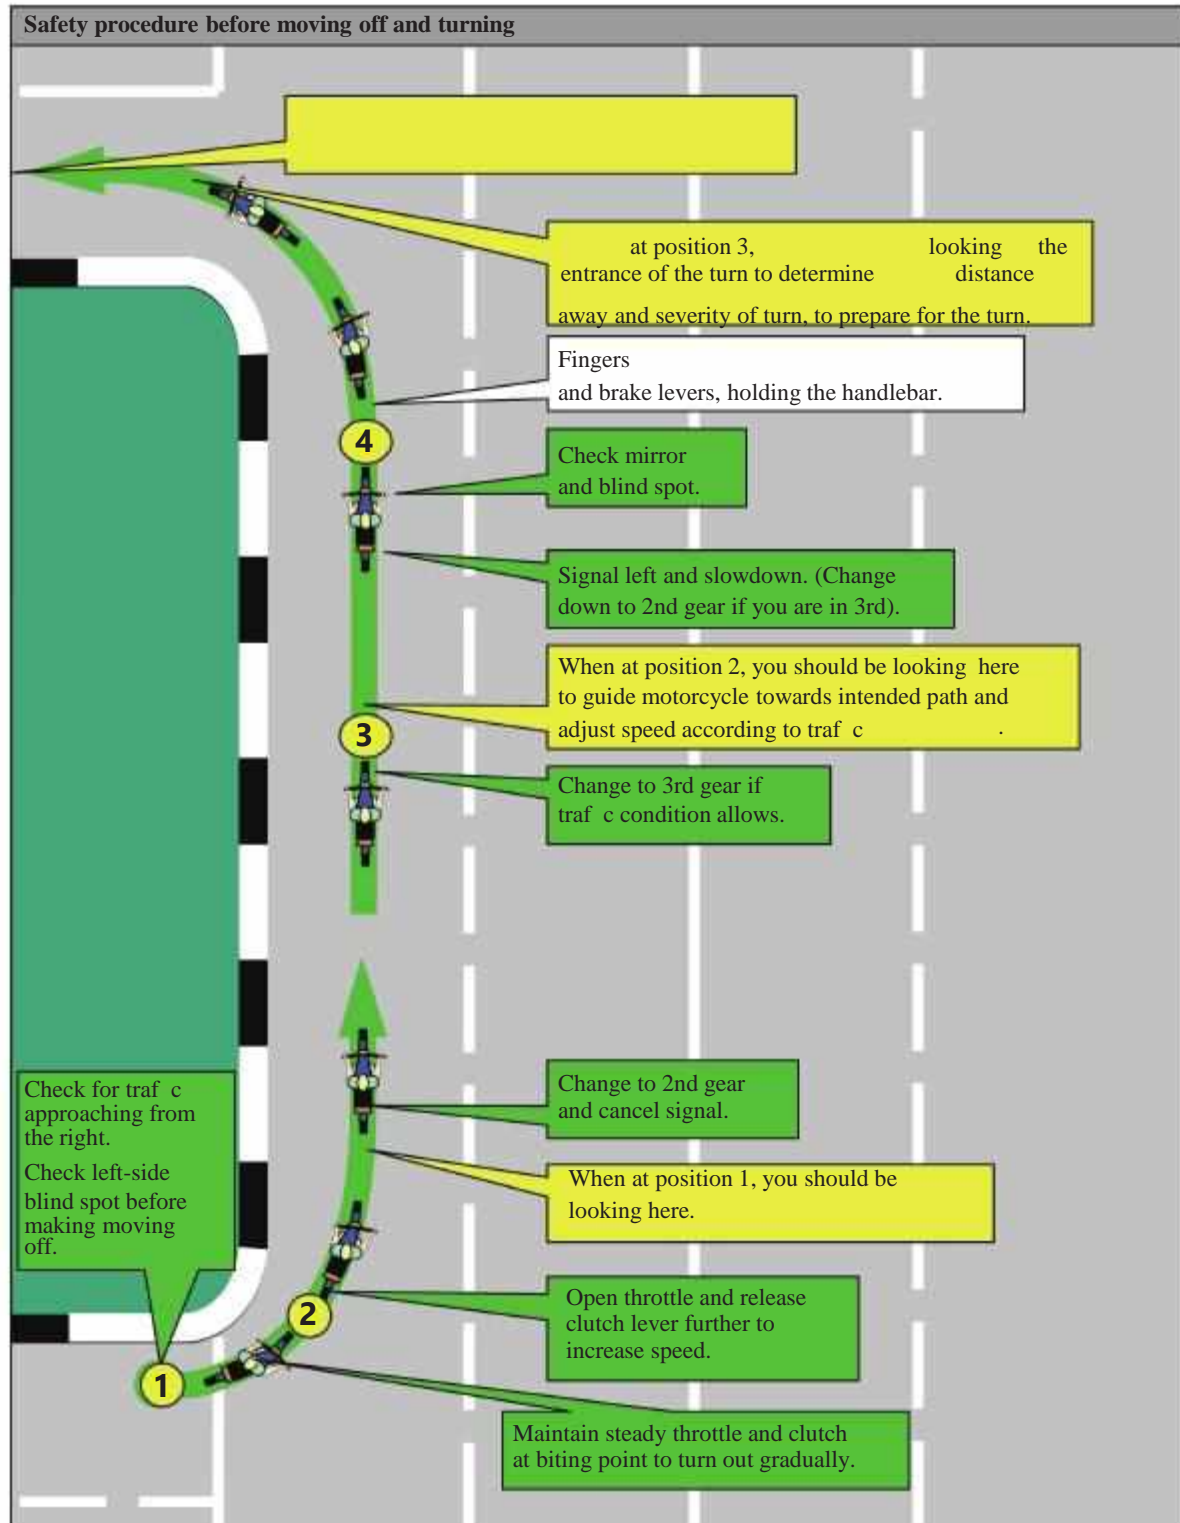 Safety procedure before moving off and turning
at position 3, looking the
entrance of the turn to determine distance
away and severity of turn, to prepare for the turn.
Fingers
and brake levers, holding the handlebar.
4
Check mirror
and blind spot.
Signal left and slowdown. (Change
down to 2nd gear if you are in 3rd).
When at position 2, you should be looking here
to guide motorcycle towards intended path and
adjust speed according to traf c .
3
Change to 3rd gear if
traf c condition allows.
Change to 2nd gear
and cancel signal.
Check for traf c
approaching from
the right.
Check left-side
blind spot before
making moving
off.
When at position 1, you should be
looking here.
Open throttle and release
clutch lever further to
increase speed.
2
1
Maintain steady throttle and clutch
at biting point to turn out gradually.